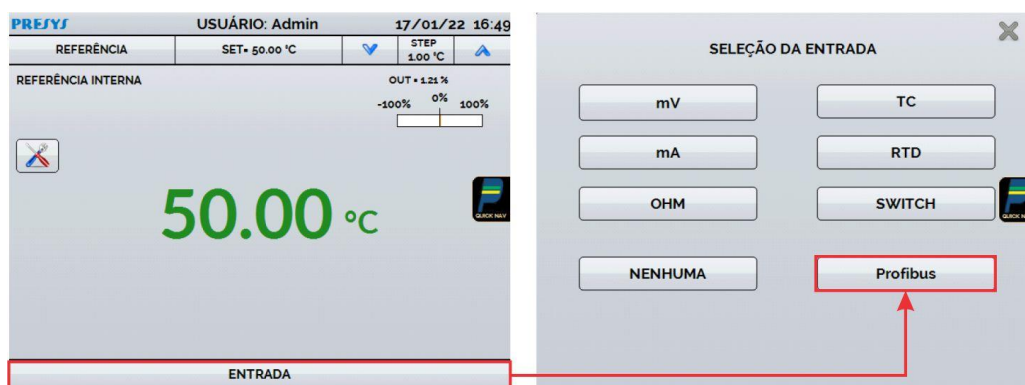 PRESYS USUÁRIO: Admin 17/01/22 16:49
REFERÊNCIA SET= 50.00 °C STEP 1.00 °C
REFERÊNCIA INTERNA
OUT = 1.21 %
-100% 0% 100%
50.00 °C
QUICK NAV
ENTRADA
SELEÇÃO DA ENTRADA
mV TC
mA RTD
OHM SWITCH
QUICK N
NENHUMA Profibus